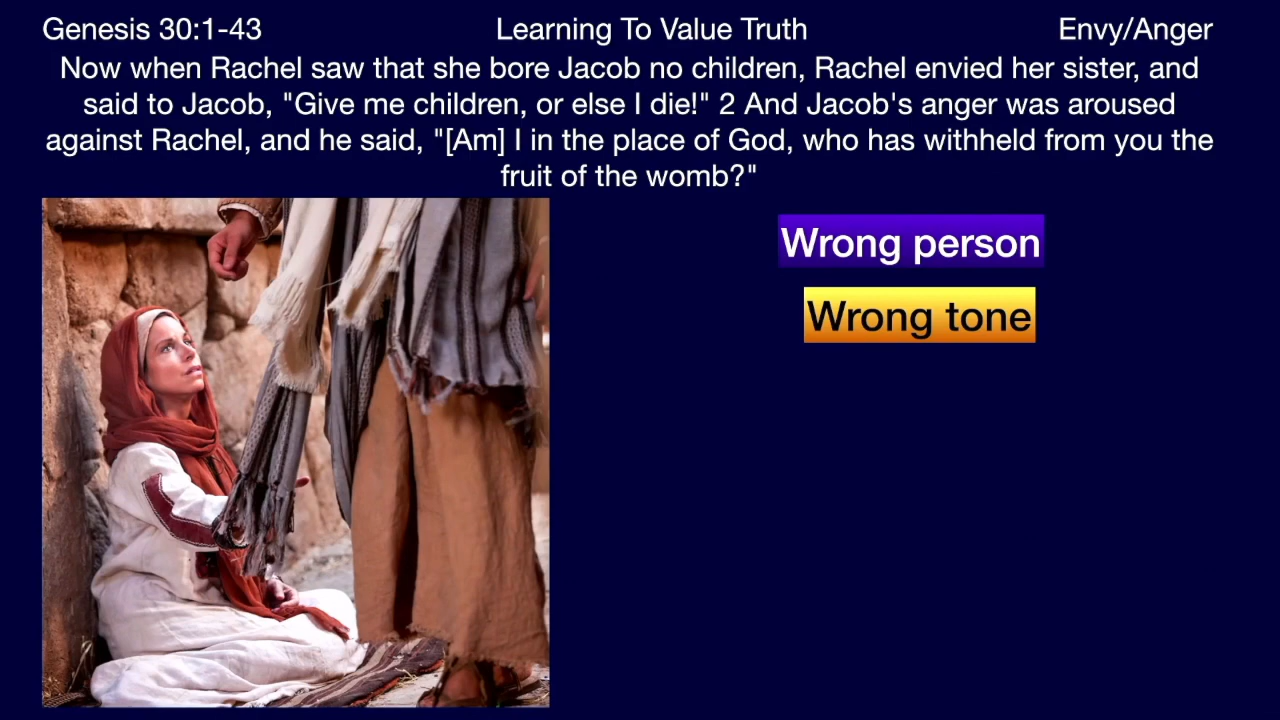 Genesis 30:1-43 Learning To Value Truth Envy/Anger
Now when Rachel saw that she bore Jacob no children, Rachel envied her sister, and
said to Jacob, "Give me children, or else I die!" 2 And Jacob's anger was aroused
against Rachel, and he said, "[Am] I in the place of God, who has withheld from you the
fruit of the womb?"
Wrong person
Wrong tone